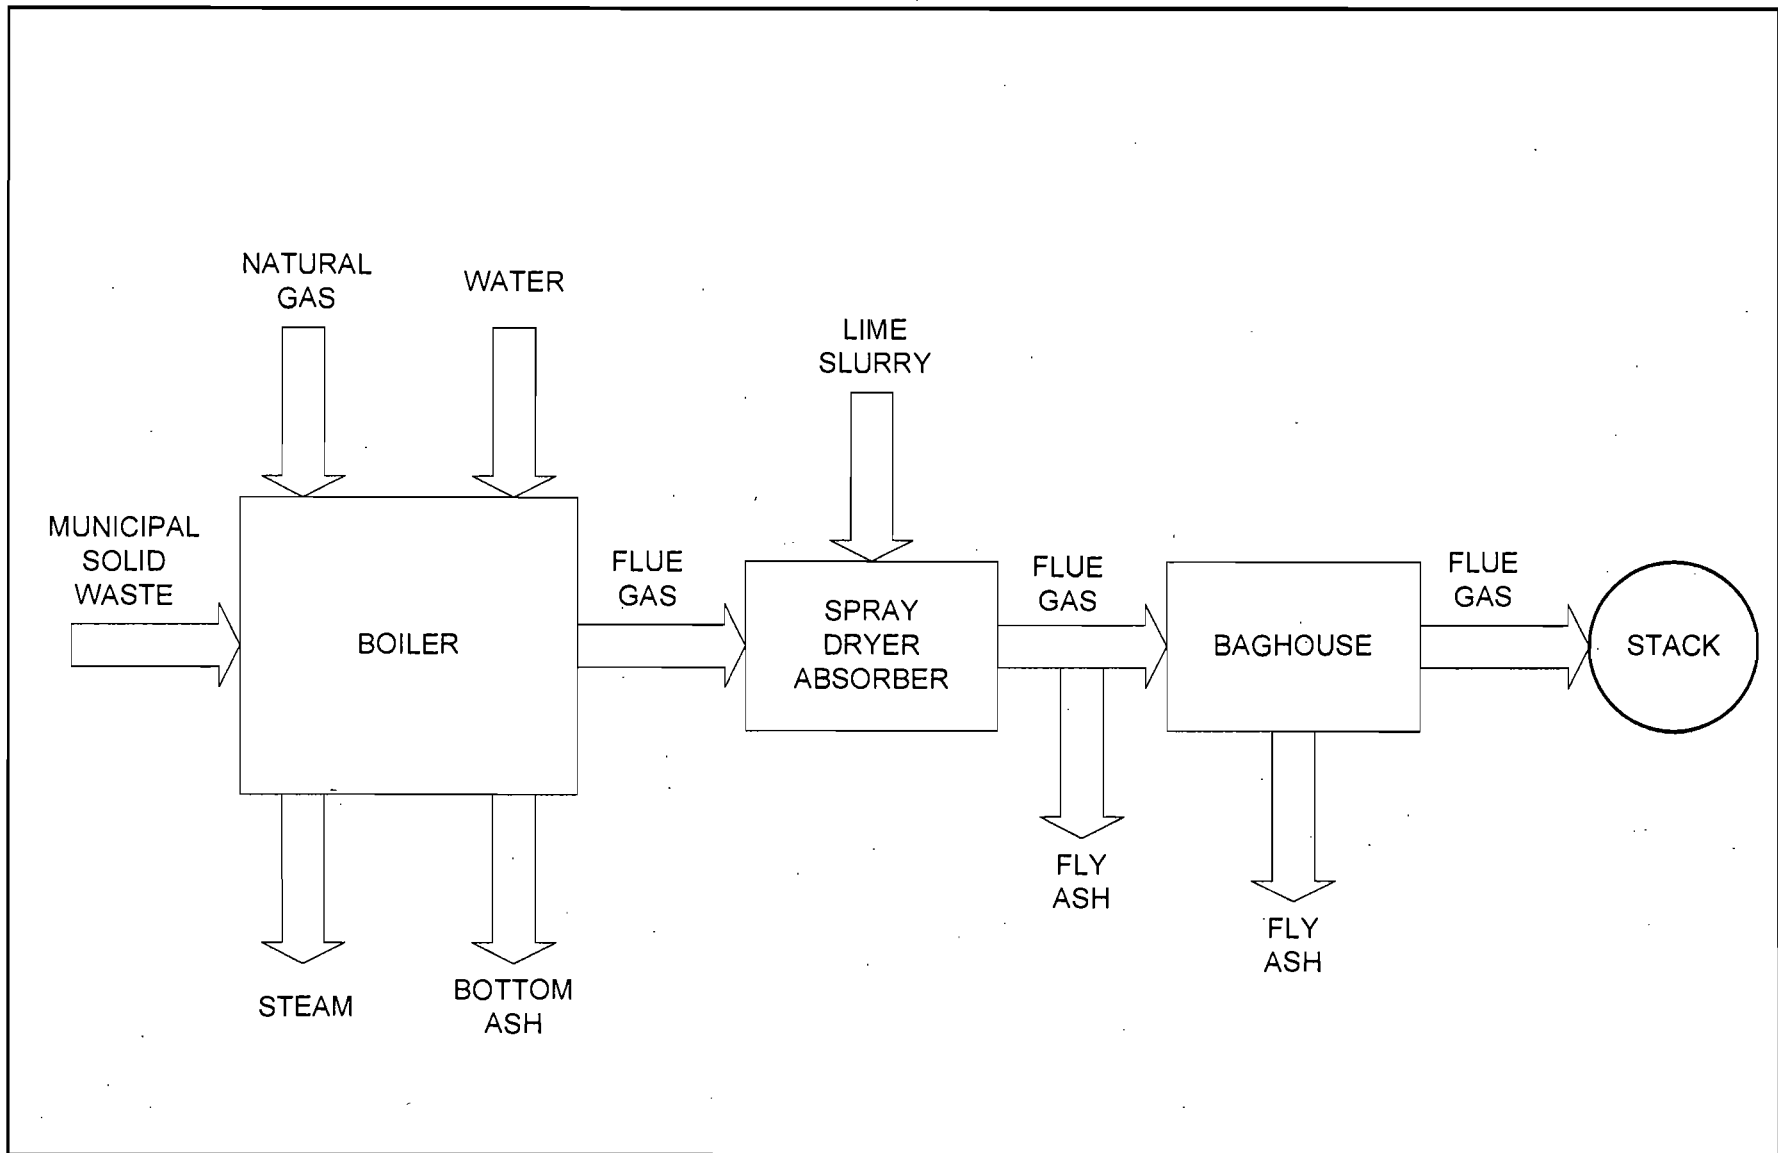 NATURAL
GAS
WATER
LIME
SLURRY
MUNICIPAL
SOLID
WASTE
BOILER
FLUE
GAS
SPRAY
DRYER
ABSORBER
FLUE
GAS
BAGHOUSE
FLUE
GAS
STACK
FLY
ASH
FLY
ASH
STEAM
BOTTOM
ASH